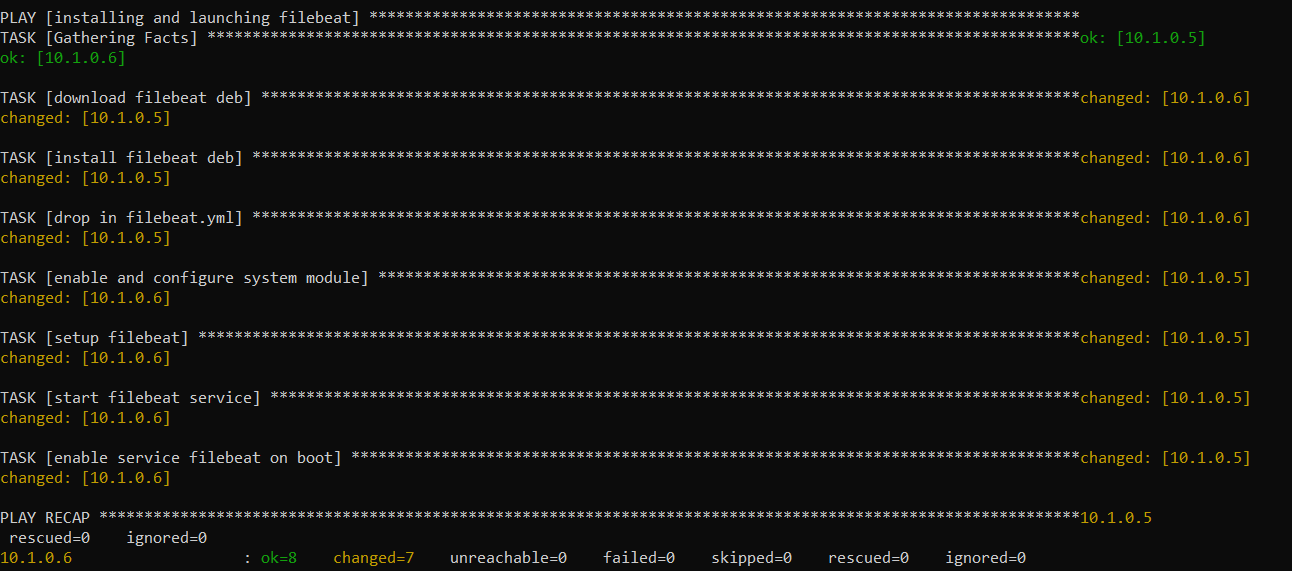 PLAY [installing and launching filebeat] *******************************************************************************
TASK [Gathering Facts] *************************************************************************************************ok: [10.1.0.5]
ok: [10.1.0.6]
TASK [download filebeat deb] *******************************************************************************************changed: [10.1.0.6]
changed: [10.1.0.5]
TASK [install filebeat deb] ********************************************************************************************changed: [10.1.0.6]
changed: [10.1.0.5]
TASK [drop in filebeat.yml] ********************************************************************************************changed: [10.1.0.6]
changed: [10.1.0.5]
TASK [enable and configure system module] ******************************************************************************changed: [10.1.0.5]
changed: [10.1.0.6]
TASK [setup filebeat] **************************************************************************************************changed: [10.1.0.5]
changed: [10.1.0.6]
TASK [start filebeat service] ******************************************************************************************changed: [10.1.0.5]
changed: [10.1.0.6]
TASK [enable service filebeat on boot] *********************************************************************************changed: [10.1.0.5]
changed: [10.1.0.6]
PLAY RECAP *************************************************************************************************************10.1.0.5
 rescued=0    ignored=0
10.1.0.6                   : ok=8    changed=7    unreachable=0    failed=0    skipped=0    rescued=0    ignored=0